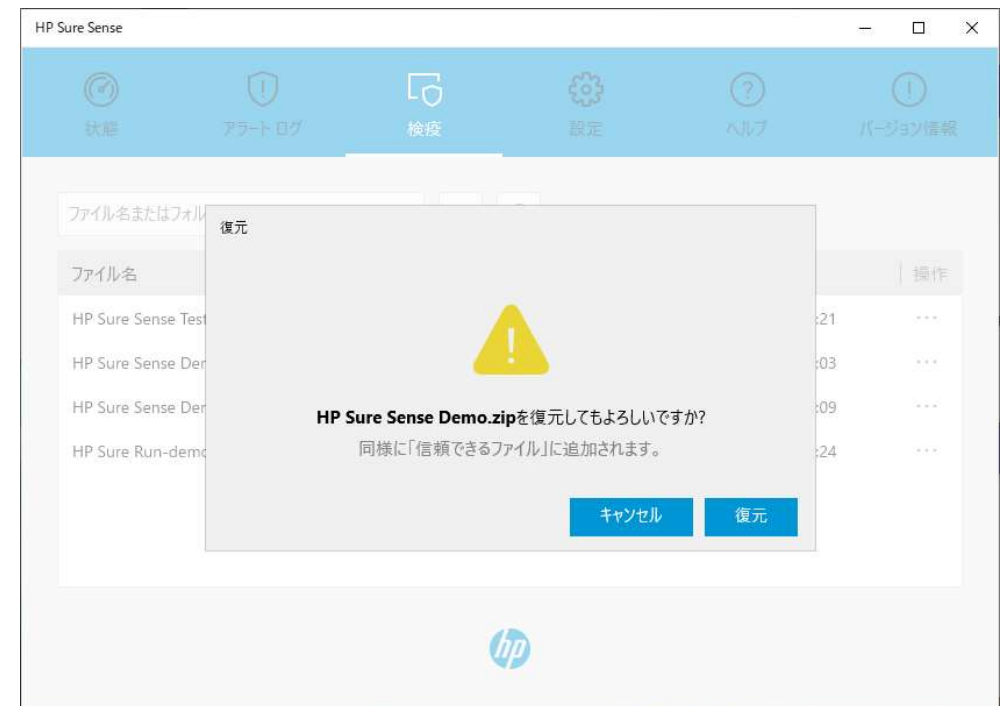 HP Sure Sense
状態
アラート ログ
検疫
設定
ヘルプ
バージョン情報
ファイル名またはフォル
復元
ファイル名
操作
HP Sure Sense Test
:21
HP Sure Sense Der
:03
HP Sure Sense Der
:09
HP Sure Run-demo
:24
HP Sure Sense Demo.zipを復元してもよろしいですか?
同様に「信頼できるファイル」に追加されます。
キャンセル
復元
hp